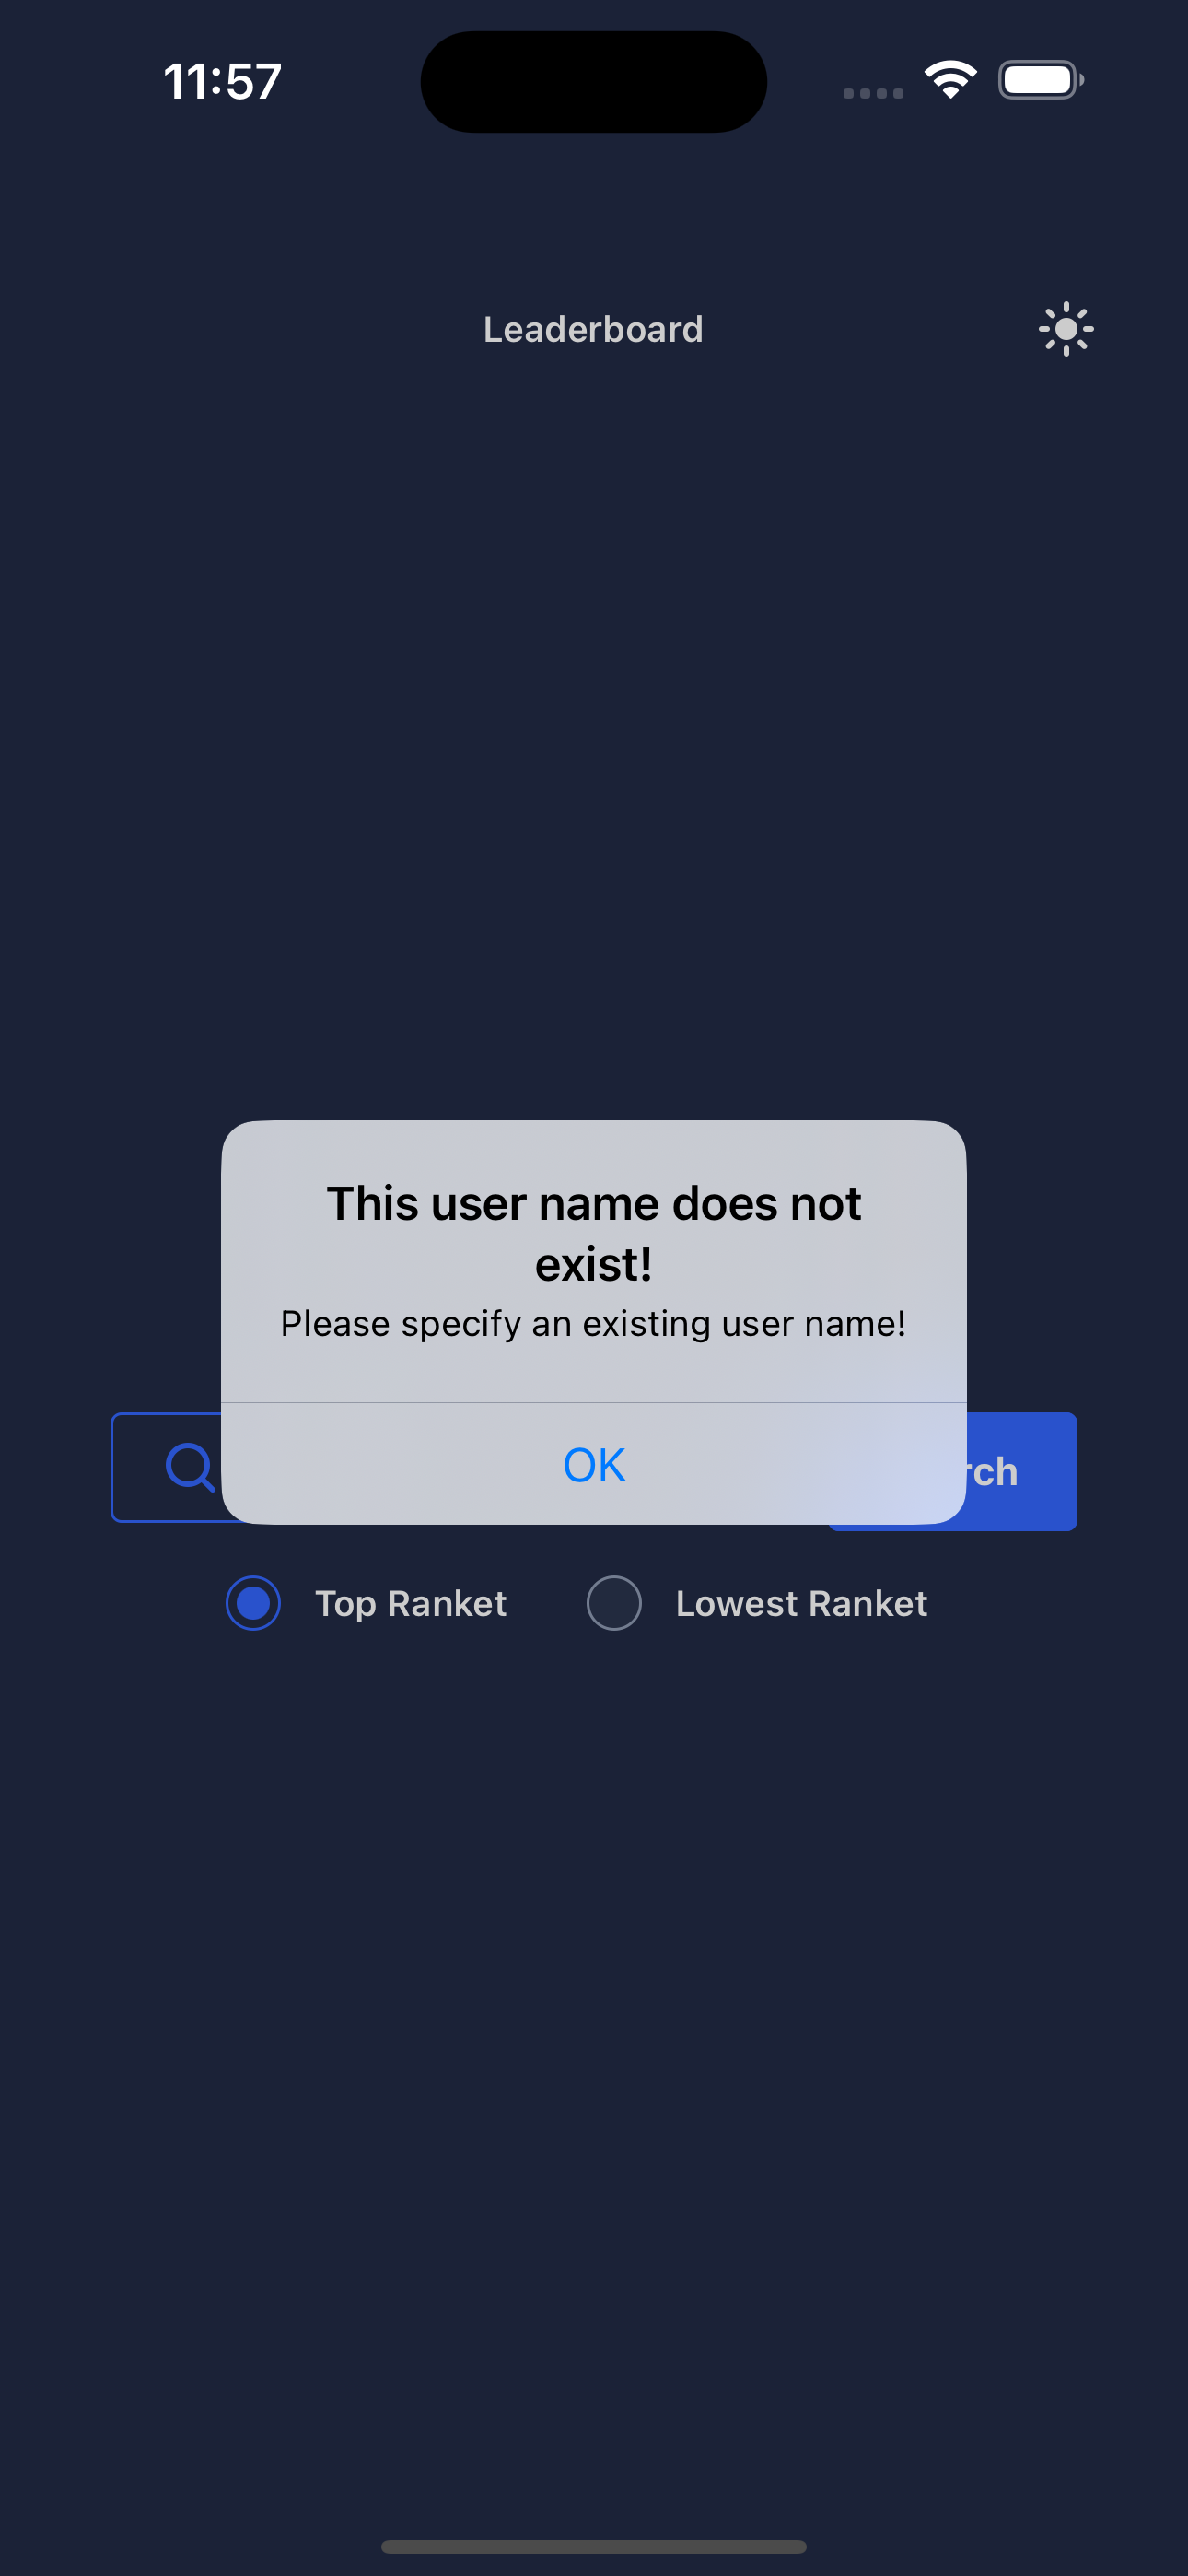 11:57
Leaderboard
This user name does not
exist!
Please specify an existing user name!
OK
rch
Top Ranket
Lowest Ranket